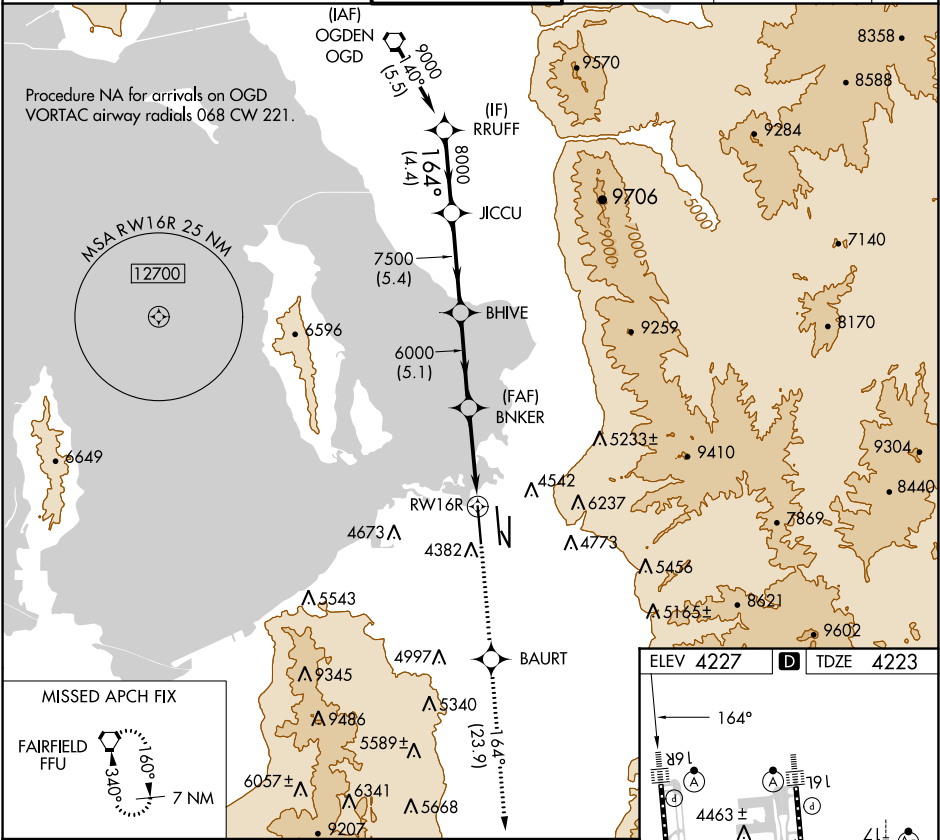 (IAF)
OGDEN
OGD
9000
140°
(5.5)
Procedure NA for arrivals on OGD
VORTAC airway radials 068 CW 221.
(IF)
RRUFF
8000
164°
(4.4)
JICCU
7500
(5.4)
BHIVE
6000
(5.1)
(FAF)
BNKER
RW16R
MSA RW16R 25 NM
12700
6596
6649
9570
8358
8588
9284
9706
5000
7000
9000
7140
8170
9259
5233±
9410
9304
8440
4542
6237
7869
4673
4382
4773
5456
5543
5165±
8621
9602
4997
BAURT
9345
5340
9486
5589±
164°
(23.9)
6057±
6341
5668
9207
MISSED APCH FIX
FAIRFIELD
FFU
160°
340°
7 NM
ELEV 4227
D
TDZE 4223
164°
16R
A
A
16L
P
P
4463 ±
17